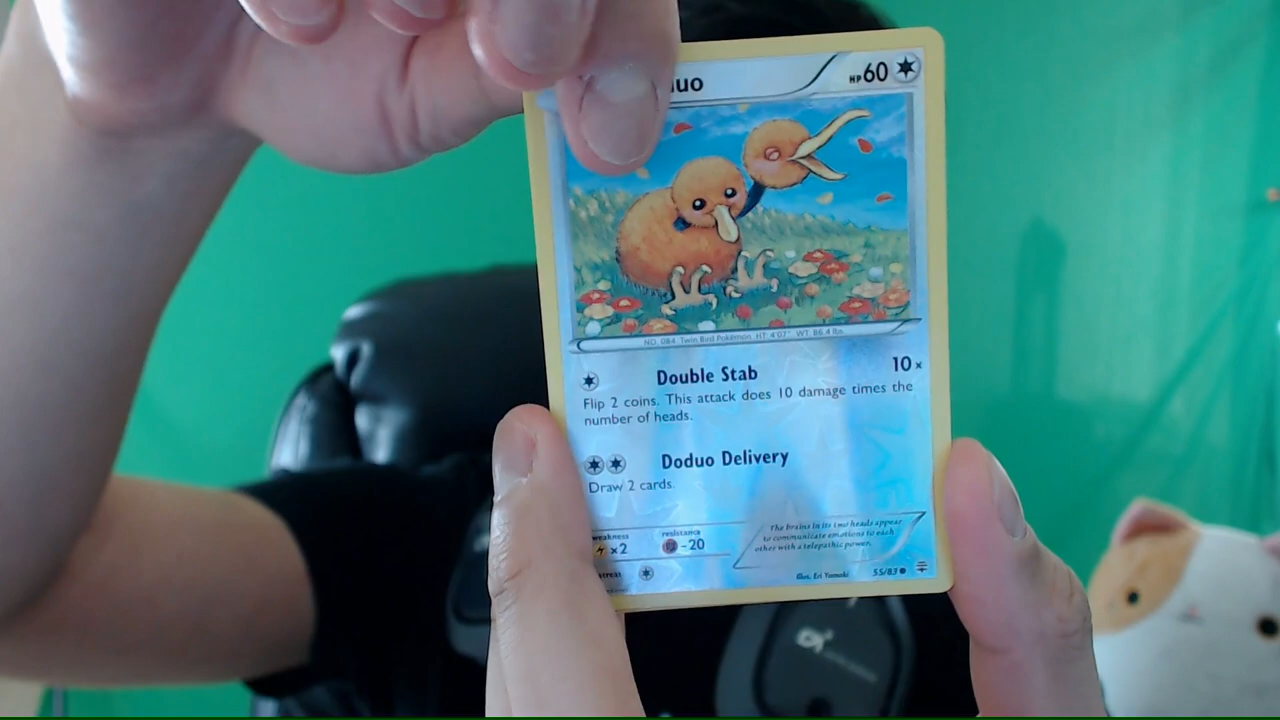 uo HP60
NO. 084 Twin Bird Pokémon HT: 4'07" WT: 86.4 lbs.
Double Stab 10×
Flip 2 coins. This attack does 10 damage times the
number of heads.
Doduo Delivery
Draw 2 cards.
weakness resistance
×2 -20
The brains in its two heads appear
to communicate emotions to each
other with a telepathic power.
treat
Illus. Eri Yamaki 55/83